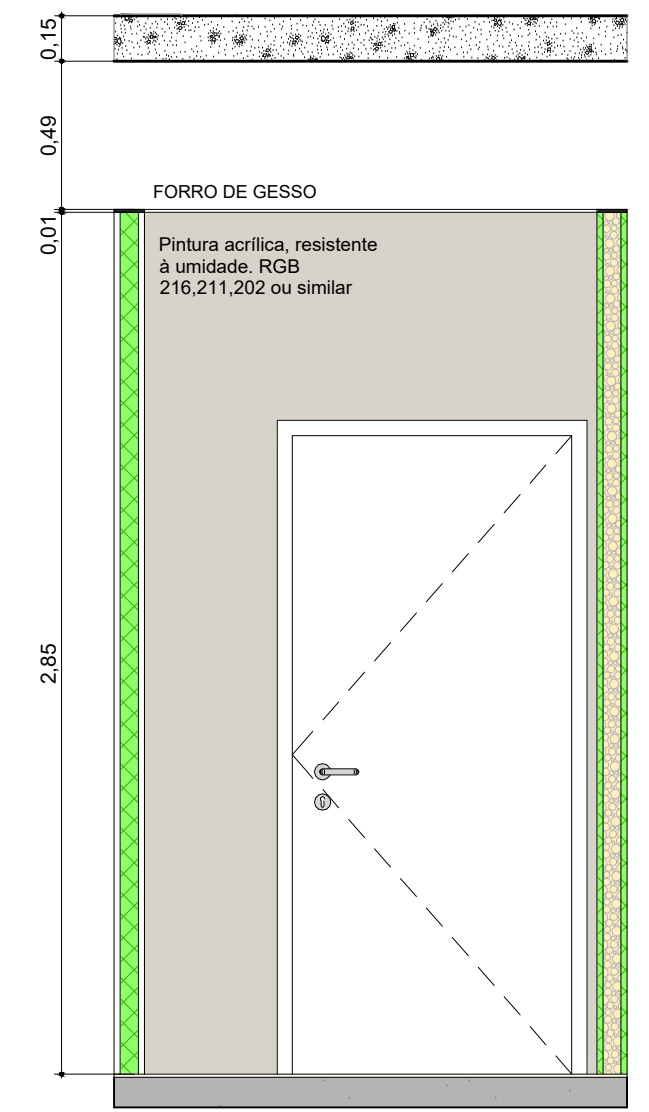 0,15
0,49
FORRO DE GESSO
0,01
Pintura acrílica, resistente
à umidade. RGB
216,211,202 ou similar
2,85